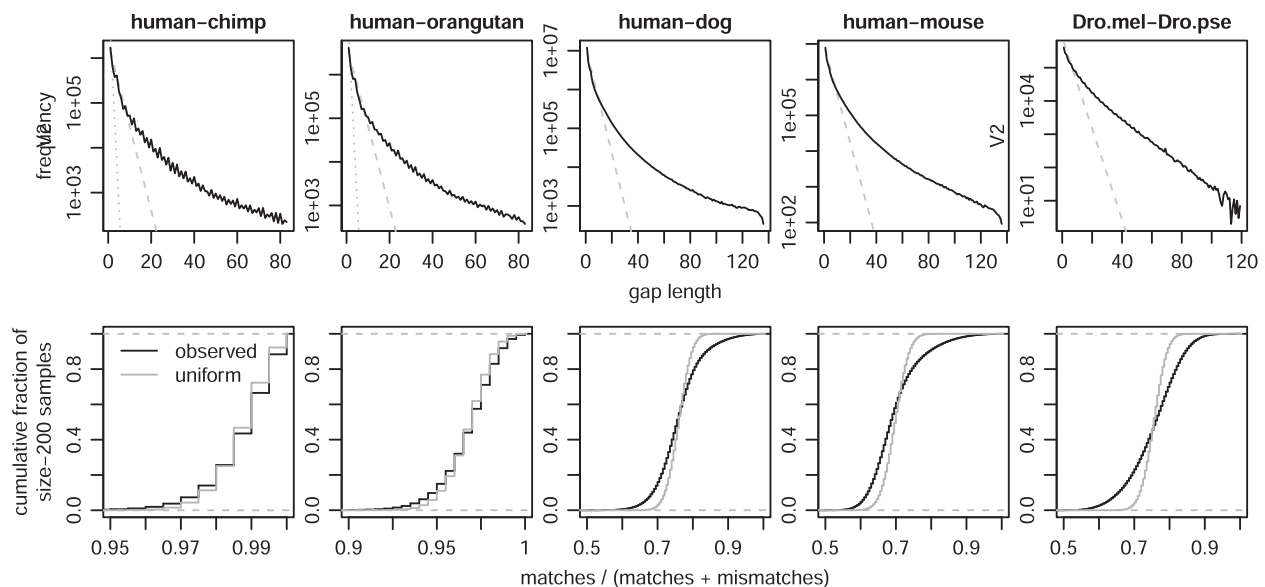 human–chimp human–orangutan human–dog human–mouse Dro.mel–Dro.pse
frequency
V2
1e+03 1e+05
1e+03 1e+05
1e+03 1e+05 1e+07
1e+02 1e+05
V2
1e+01 1e+04
0 20 40 60 80 0 20 40 60 80 0 40 80 120 0 40 80 120 0 20 40 60 80 100 120
gap length
cumulative fraction of
size–200 samples
observed
uniform
0.0 0.4 0.8
0.0 0.4 0.8
0.0 0.4 0.8
0.0 0.4 0.8
0.0 0.4 0.8
0.95 0.97 0.99 0.9 0.95 1 0.5 0.7 0.9 0.5 0.7 0.9 0.5 0.7 0.9
matches / (matches + mismatches)